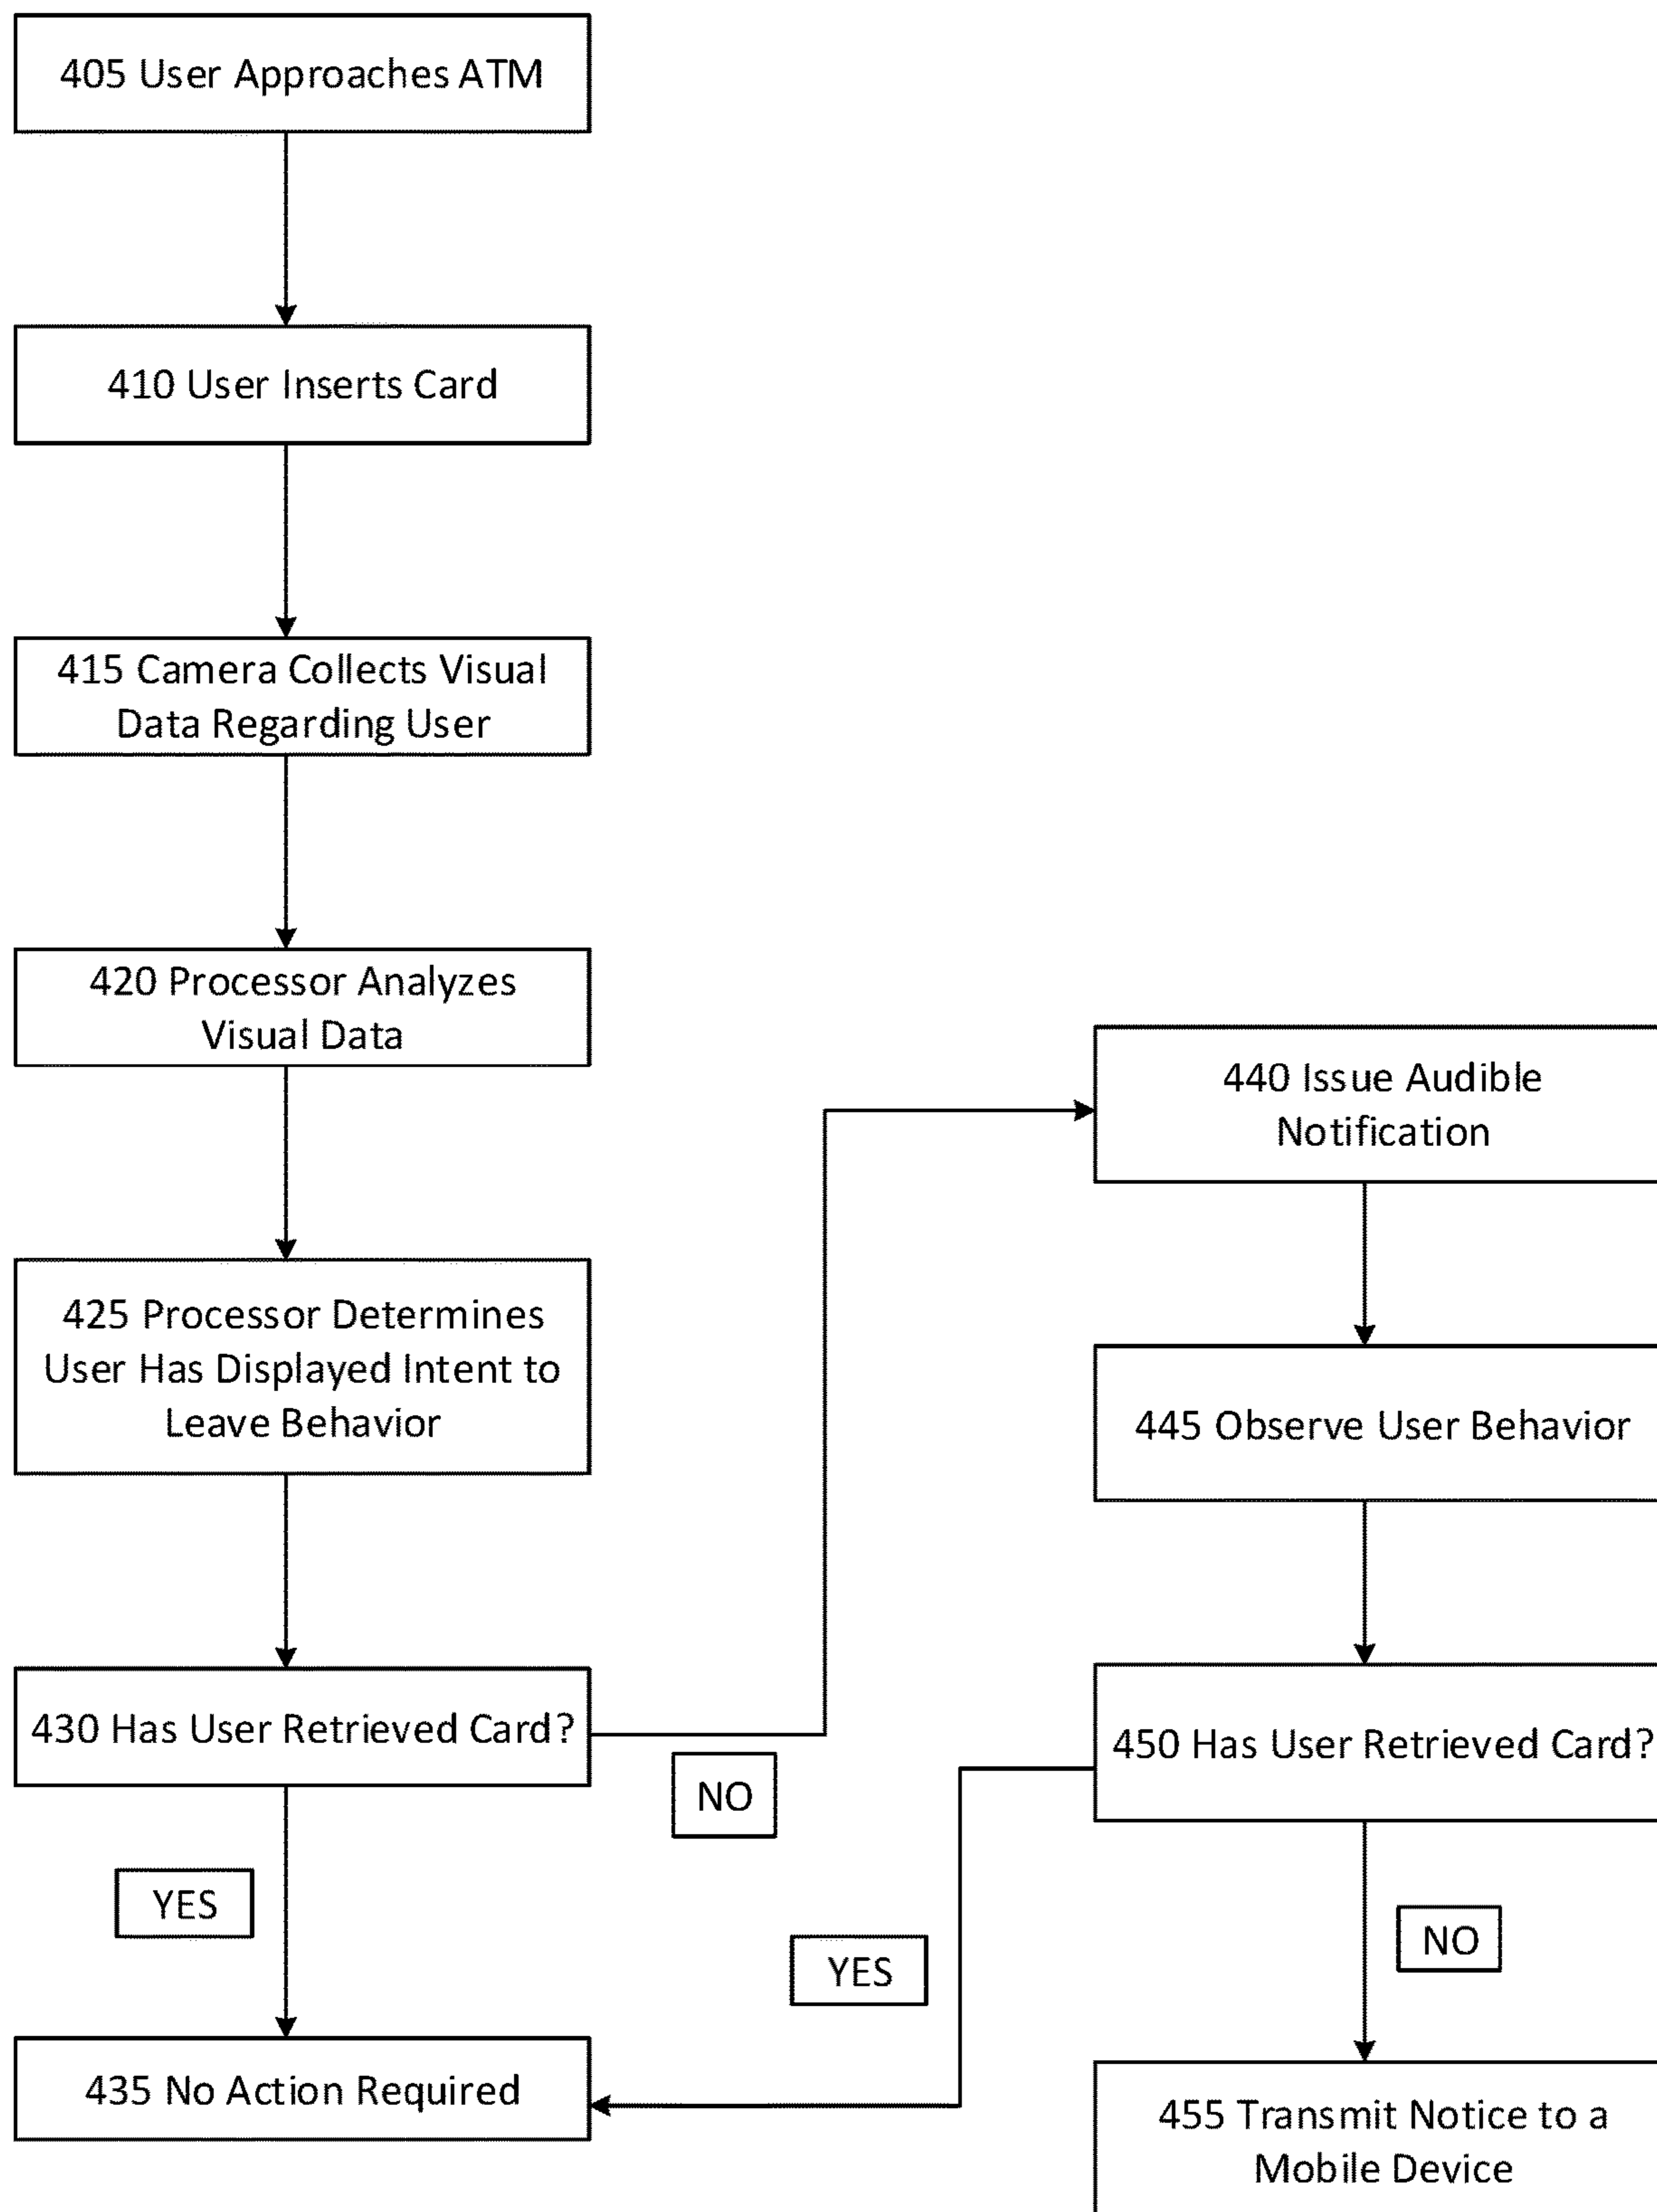 405 User Approaches ATM
410 User Inserts Card
415 Camera Collects Visual
Data Regarding User
420 Processor Analyzes
Visual Data
425 Processor Determines
User Has Displayed Intent to
Leave Behavior
430 Has User Retrieved Card?
NO
YES
435 No Action Required
440 Issue Audible
Notification
445 Observe User Behavior
450 Has User Retrieved Card?
YES
NO
455 Transmit Notice to a
Mobile Device